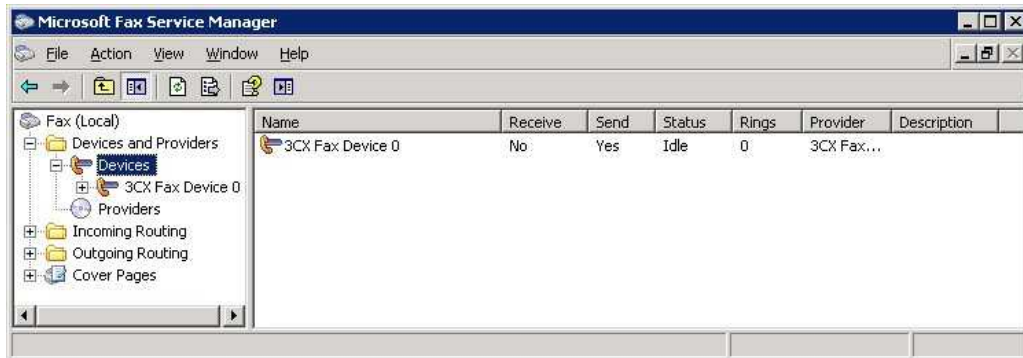 Microsoft Fax Service Manager
File Action View Window Help
Fax (Local)
Devices and Providers
Devices
3CX Fax Device 0
Providers
Incoming Routing
Outgoing Routing
Cover Pages
Name Receive Send Status Rings Provider Description
3CX Fax Device 0 No Yes Idle 0 3CX Fax...